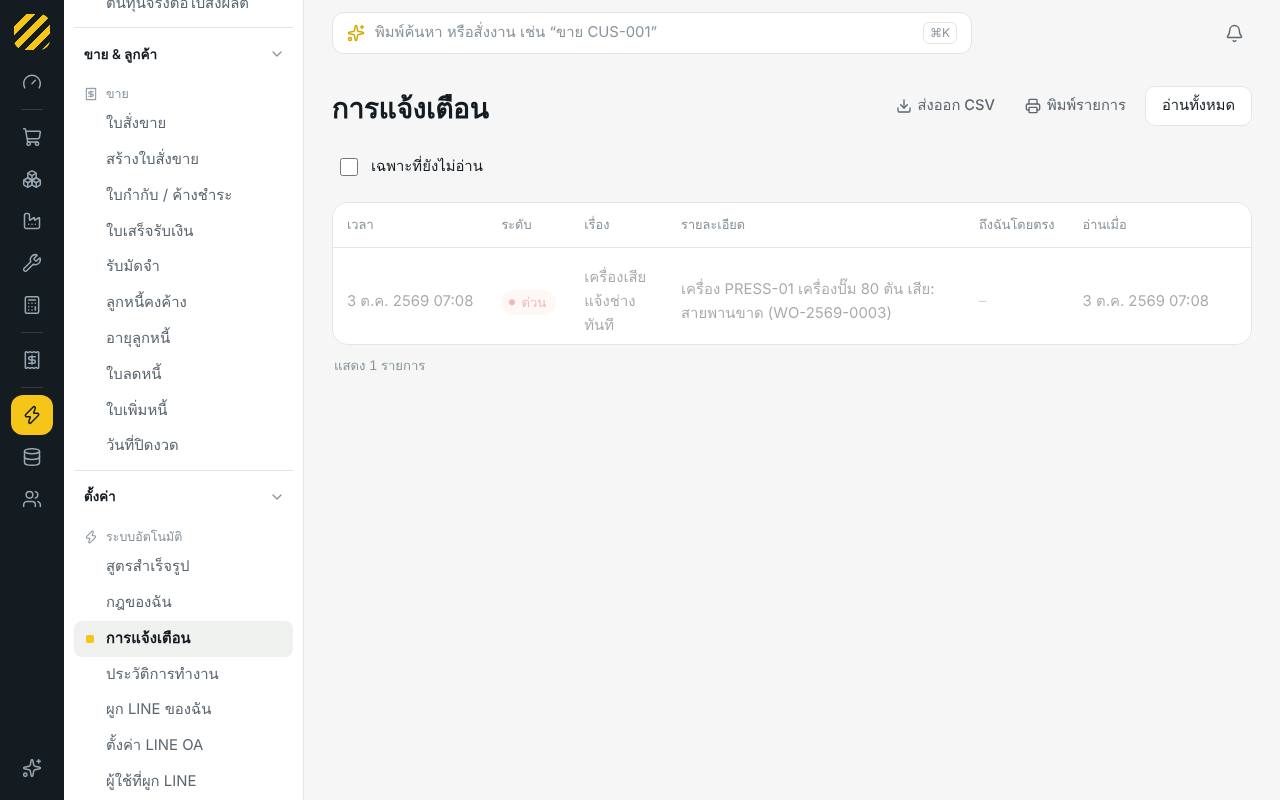 ต้นทุนจริงต่อใบสั่งผลิต
ขาย & ลูกค้า
ขาย
ใบสั่งขาย
สร้างใบสั่งขาย
ใบกำกับ / ค้างชำระ
ใบเสร็จรับเงิน
รับมัดจำ
ลูกหนี้คงค้าง
อายุลูกหนี้
ใบลดหนี้
ใบเพิ่มหนี้
วันที่ปิดงวด
ตั้งค่า
ระบบอัตโนมัติ
สูตรสำเร็จรูป
กฎของฉัน
การแจ้งเตือน
ประวัติการทำงาน
ผูก LINE ของฉัน
ตั้งค่า LINE OA
ผู้ใช้ที่ผูก LINE
พิมพ์ค้นหา หรือสั่งงาน เช่น “ขาย CUS-001” ⌘K
การแจ้งเตือน
ส่งออก CSV พิมพ์รายการ อ่านทั้งหมด
เฉพาะที่ยังไม่อ่าน
เวลา ระดับ เรื่อง รายละเอียด ถึงฉันโดยตรง อ่านเมื่อ
3 ต.ค. 2569 07:08 ด่วน เครื่องเสีย แจ้งช่าง ทันที เครื่อง PRESS-01 เครื่องปั๊ม 80 ตัน เสีย: สายพานขาด (WO-2569-0003) – 3 ต.ค. 2569 07:08
แสดง 1 รายการ